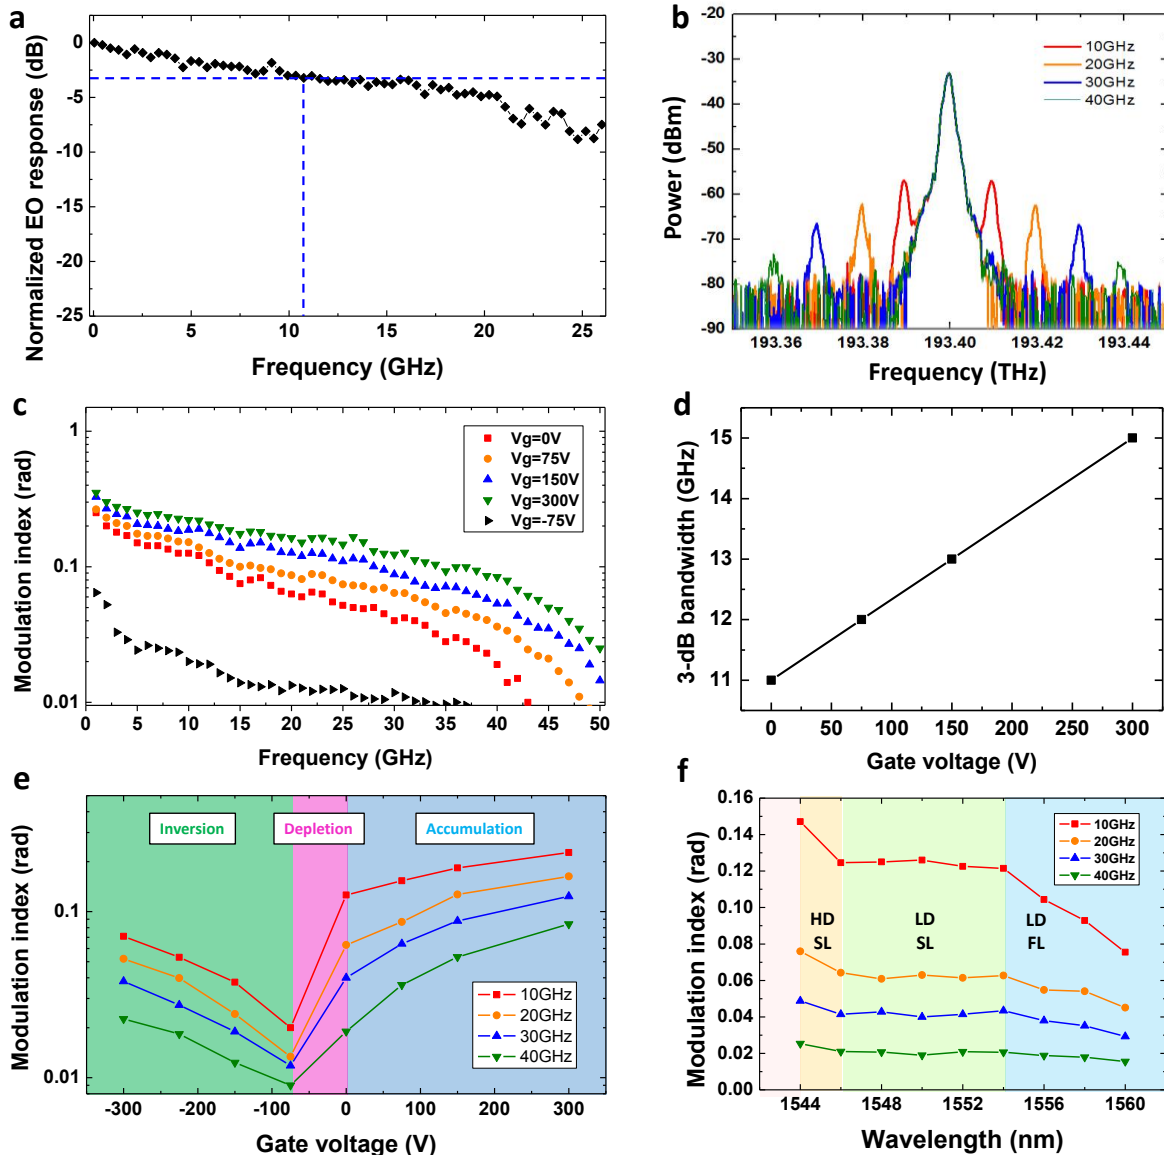 a
Normalized EO response (dB)
0
-5
-10
-15
-20
-25
0 5 10 15 20 25
Frequency (GHz)
b
Power (dBm)
-20
-30
-40
-50
-60
-70
-80
-90
10GHz
20GHz
30GHz
40GHz
193.36 193.38 193.40 193.42 193.44
Frequency (THz)
c
Modulation index (rad)
1
0.1
0.01
Vg=0V
Vg=75V
Vg=150V
Vg=300V
Vg=-75V
0 5 10 15 20 25 30 35 40 45 50
Frequency (GHz)
d
3-dB bandwidth (GHz)
15
14
13
12
11
0 50 100 150 200 250 300
Gate voltage (V)
e
Modulation index (rad)
0.1
0.01
Inversion
Depletion
Accumulation
10GHz
20GHz
30GHz
40GHz
-300 -200 -100 0 100 200 300
Gate voltage (V)
f
Modulation index (rad)
0.16
0.14
0.12
0.10
0.08
0.06
0.04
0.02
0.00
10GHz
20GHz
30GHz
40GHz
HD
SL
LD
SL
LD
FL
1544 1548 1552 1556 1560
Wavelength (nm)